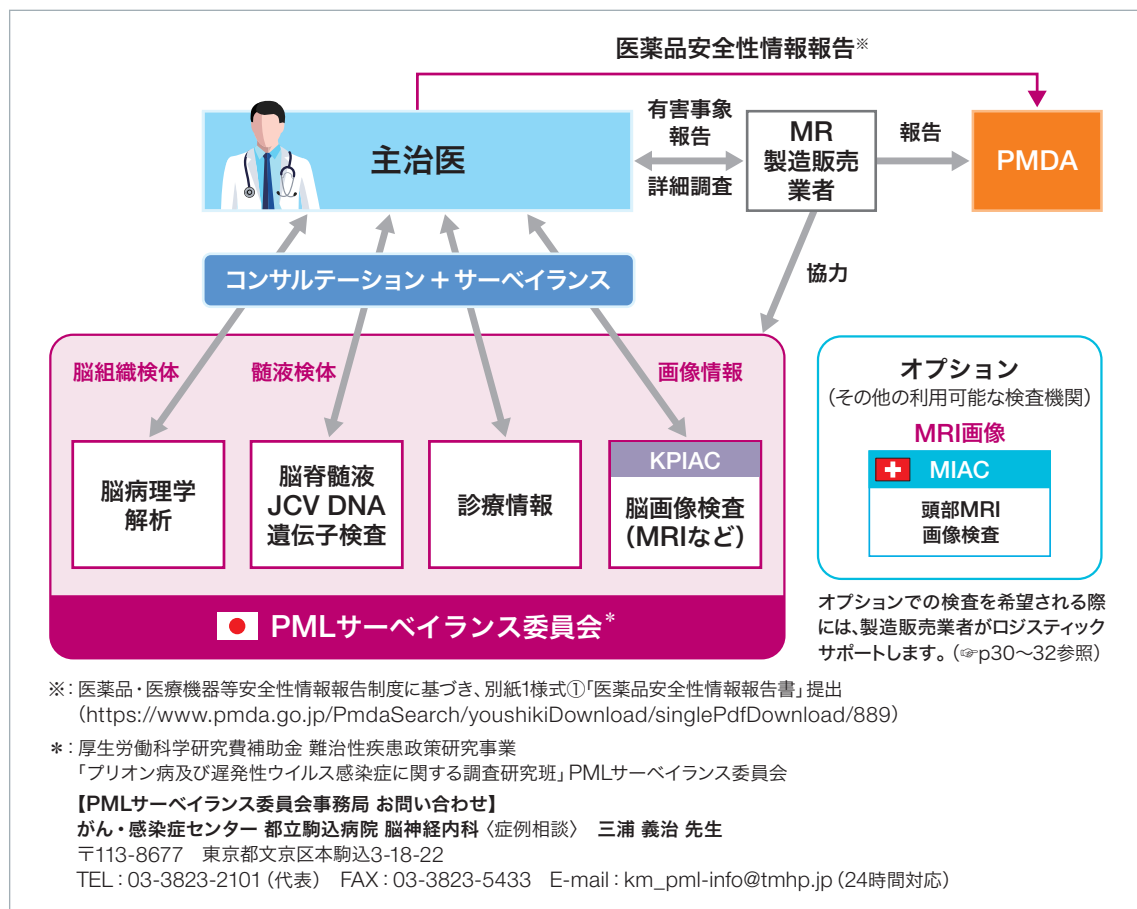 医薬品安全性情報報告※
主治医
有害事象
報告
詳細調査
MR
製造販売
業者
報告
PMDA
コンサルテーション + サーベイランス
協力
脳組織検体
髄液検体
画像情報
脳病理学
解析
脳脊髄液
JCV DNA
遺伝子検査
診療情報
KPIAC
脳画像検査
(MRIなど)
PMLサーベイランス委員会*
オプション
(その他の利用可能な検査機関)
MRI画像
MIAC
頭部MRI
画像検査
オプションでの検査を希望される際
には、製造販売業者がロジスティック
サポートします。(☞p30〜32参照)
※:医薬品・医療機器等安全性情報報告制度に基づき、別紙1様式①「医薬品安全性情報報告書」提出
(https://www.pmda.go.jp/PmdaSearch/youshikiDownload/singlePdfDownload/889)
*:厚生労働科学研究費補助金 難治性疾患政策研究事業
「プリオン病及び遅発性ウイルス感染症に関する調査研究班」PMLサーベイランス委員会
【PMLサーベイランス委員会事務局 お問い合わせ】
がん・感染症センター 都立駒込病院 脳神経内科〈症例相談〉 三浦 義治 先生
〒113-8677 東京都文京区本駒込3-18-22
TEL:03-3823-2101(代表) FAX:03-3823-5433 E-mail:km_pml-info@tmhp.jp(24時間対応)